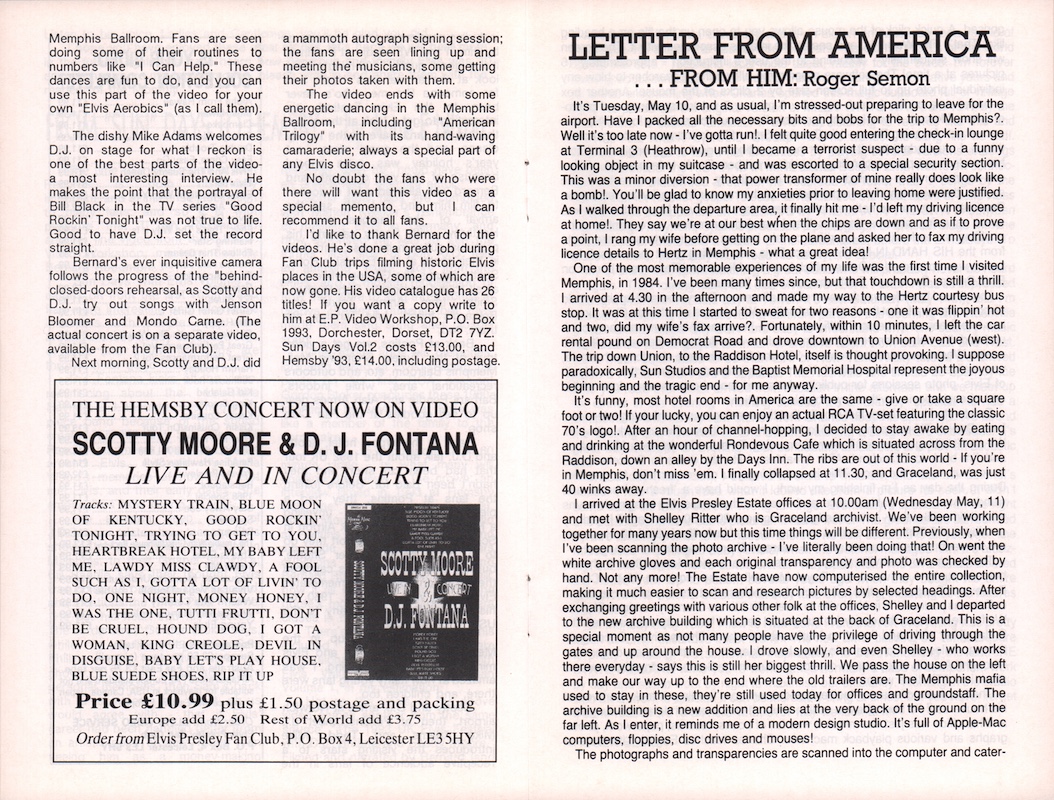 Memphis Ballroom. Fans are seen
doing some of their routines to
numbers like "I Can Help." These
dances are fun to do, and you can
use this part of the video for your
own "Elvis Aerobics" (as I call them).
The dishy Mike Adams welcomes
D.J. on stage for what I reckon is
one of the best parts of the video-
a most interesting interview. He
makes the point that the portrayal of
Bill Black in the TV series "Good
Rockin' Tonight" was not true to life.
Good to have D.J. set the record
straight.
Bernard's ever inquisitive camera
follows the progress of the "behind-
closed-doors rehearsal, as Scotty and
D.J. try out songs with Jenson
Bloomer and Mondo Carne. (The
actual concert is on a separate video,
available from the Fan Club).
Next morning, Scotty and D.J. did
a mammoth autograph signing session;
the fans are seen lining up and
meeting the musicians, some getting
their photos taken with them.
The video ends with some
energetic dancing in the Memphis
Ballroom, including "American
Trilogy" with its hand-waving
camaraderie; always a special part of
any Elvis disco.
No doubt the fans who were
there will want this video as a
special memento, but I can
recommend it to all fans.
I'd like to thank Bernard for the
videos. He's done a great job during
Fan Club trips filming historic Elvis
places in the USA, some of which are
now gone. His video catalogue has 26
titles! If you want a copy write to
him at E.P. Video Workshop, P.O. Box
1993, Dorchester, Dorset, DT2 7YZ.
Sun Days Vol.2 costs £13.00, and
Hemsby '93, £14.00, including postage.
THE HEMSBY CONCERT NOW ON VIDEO
SCOTTY MOORE & D. J. FONTANA
LIVE AND IN CONCERT
Tracks: MYSTERY TRAIN, BLUE MOON
OF KENTUCKY, GOOD ROCKIN'
TONIGHT, TRYING TO GET TO YOU,
HEARTBREAK HOTEL, MY BABY LEFT
ME, LAWDY MISS CLAWDY, A FOOL
SUCH AS I, GOTTA LOT OF LIVIN' TO
DO, ONE NIGHT, MONEY HONEY, I
WAS THE ONE, TUTTI FRUTTI, DON'T
BE CRUEL, HOUND DOG, I GOT A
WOMAN, KING CREOLE, DEVIL IN
DISGUISE, BABY LET'S PLAY HOUSE,
BLUE SUEDE SHOES, RIP IT UP
SCOTTY MOORE
LIVE IN CONCERT
D.J. FONTANA
Price £10.99 plus £1.50 postage and packing
Europe add £2.50 Rest of World add £3.75
Order from Elvis Presley Fan Club, P.O. Box 4, Leicester LE3 5HY
LETTER FROM AMERICA
. . . FROM HIM: Roger Semon
It's Tuesday, May 10, and as usual, I'm stressed-out preparing to leave for the
airport. Have I packed all the necessary bits and bobs for the trip to Memphis?.
Well it's too late now - I've gotta run!. I felt quite good entering the check-in lounge
at Terminal 3 (Heathrow), until I became a terrorist suspect - due to a funny
looking object in my suitcase - and was escorted to a special security section.
This was a minor diversion - that power transformer of mine really does look like
a bomb!. You'll be glad to know my anxieties prior to leaving home were justified.
As I walked through the departure area, it finally hit me - I'd left my driving licence
at home!. They say we're at our best when the chips are down and as if to prove
a point, I rang my wife before getting on the plane and asked her to fax my driving
licence details to Hertz in Memphis - what a great idea!
One of the most memorable experiences of my life was the first time I visited
Memphis, in 1984. I've been many times since, but that touchdown is still a thrill.
I arrived at 4.30 in the afternoon and made my way to the Hertz courtesy bus
stop. It was at this time I started to sweat for two reasons - one it was flippin' hot
and two, did my wife's fax arrive?. Fortunately, within 10 minutes, I left the car
rental pound on Democrat Road and drove downtown to Union Avenue (west).
The trip down Union, to the Raddison Hotel, itself is thought provoking. I suppose
paradoxically, Sun Studios and the Baptist Memorial Hospital represent the joyous
beginning and the tragic end - for me anyway.
It's funny, most hotel rooms in America are the same - give or take a square
foot or two! If your lucky, you can enjoy an actual RCA TV-set featuring the classic
70's logo!. After an hour of channel-hopping, I decided to stay awake by eating
and drinking at the wonderful Rondevous Cafe which is situated across from the
Raddison, down an alley by the Days Inn. The ribs are out of this world - If you're
in Memphis, don't miss 'em. I finally collapsed at 11.30, and Graceland, was just
40 winks away.
I arrived at the Elvis Presley Estate offices at 10.00am (Wednesday May, 11)
and met with Shelley Ritter who is Graceland archivist. We've been working
together for many years now but this time things will be different. Previously, when
I've been scanning the photo archive - I've literally been doing that! On went the
white archive gloves and each original transparency and photo was checked by
hand. Not any more! The Estate have now computerised the entire collection,
making it much easier to scan and research pictures by selected headings. After
exchanging greetings with various other folk at the offices, Shelley and I departed
to the new archive building which is situated at the back of Graceland. This is a
special moment as not many people have the privilege of driving through the
gates and up around the house. I drove slowly, and even Shelley - who works
there everyday - says this is still her biggest thrill. We pass the house on the left
and make our way up to the end where the old trailers are. The Memphis mafia
used to stay in these, they're still used today for offices and groundstaff. The
archive building is a new addition and lies at the very back of the ground on the
far left. As I enter, it reminds me of a modern design studio. It's full of Apple-Mac
computers, floppies, disc drives and mouses!
The photographs and transparencies are scanned into the computer and cater-